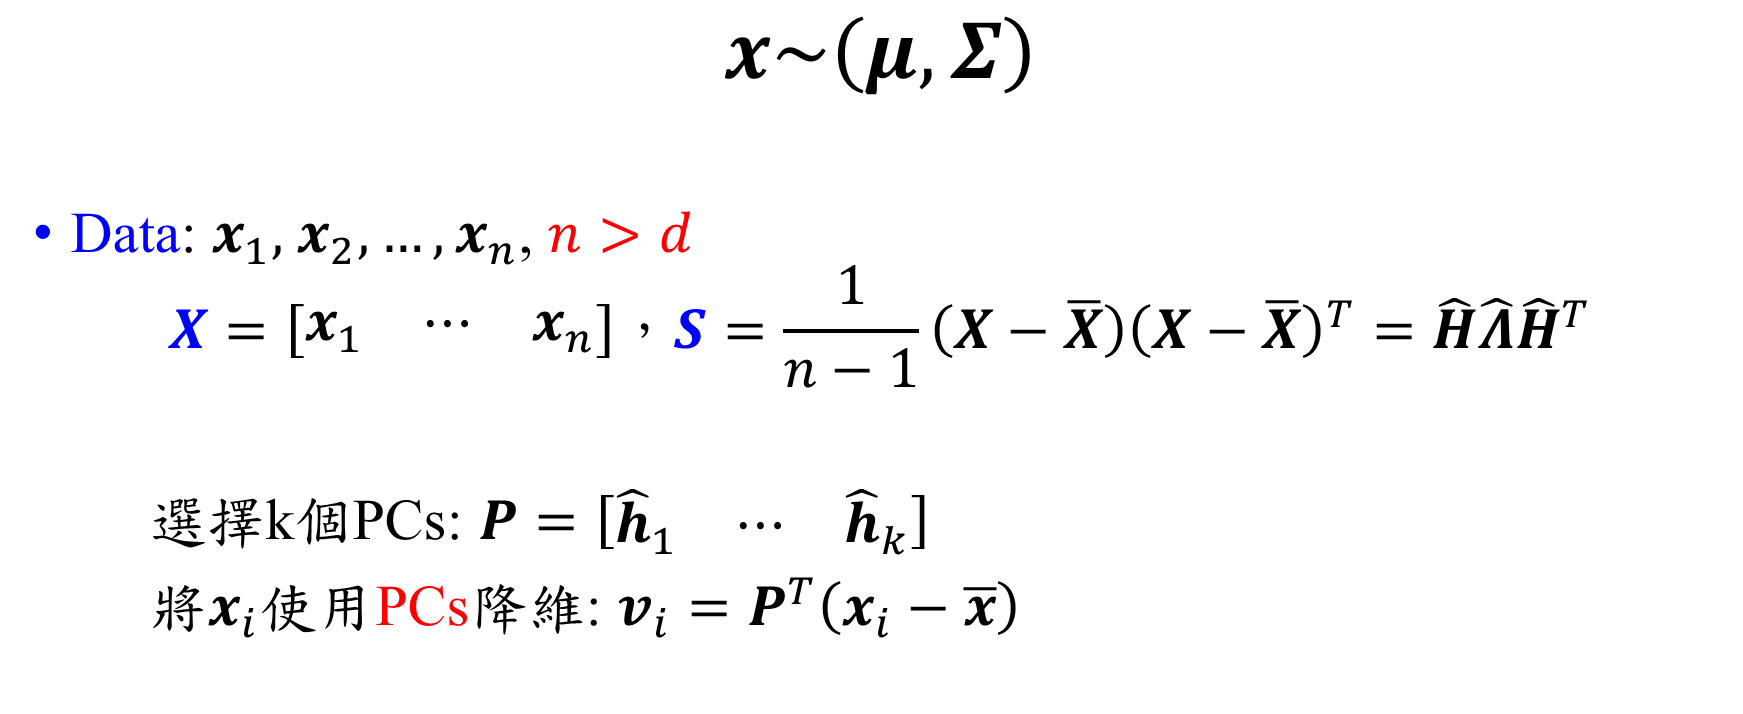 x~(μ, Σ)
• Data: x₁, x₂, … , xₙ, n > d
X = [x₁ ⋯ xₙ],S = \frac{1}{n − 1}(X − X̅)(X − X̅)ᵀ = ĤΛ̂Ĥᵀ
選擇k個PCs: P = [ĥ₁ ⋯ ĥₖ]
將xᵢ使用PCs降維: vᵢ = Pᵀ(xᵢ − x̅)